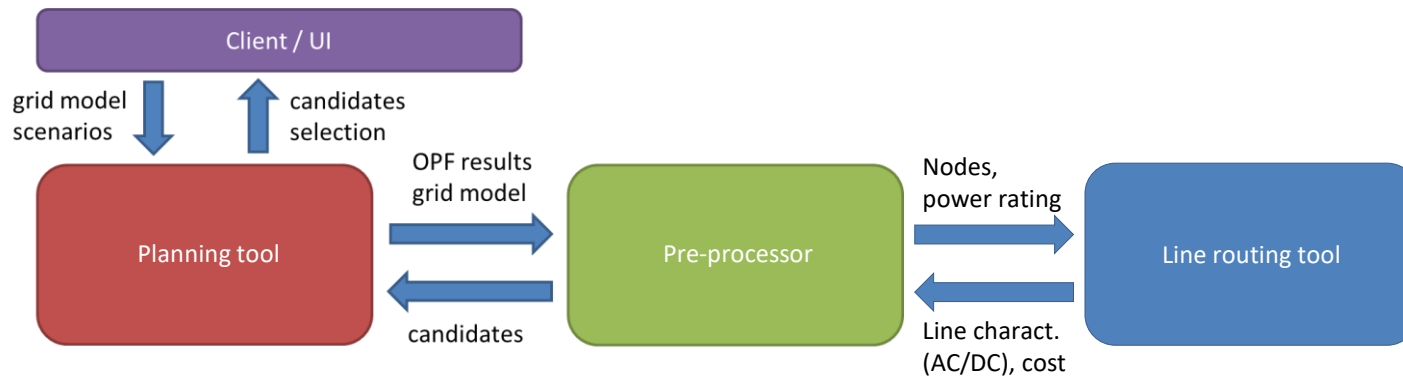 Client / UI
grid model
scenarios
candidates
selection
Planning tool
OPF results
grid model
candidates
Pre-processor
Nodes,
power rating
Line charact.
(AC/DC), cost
Line routing tool